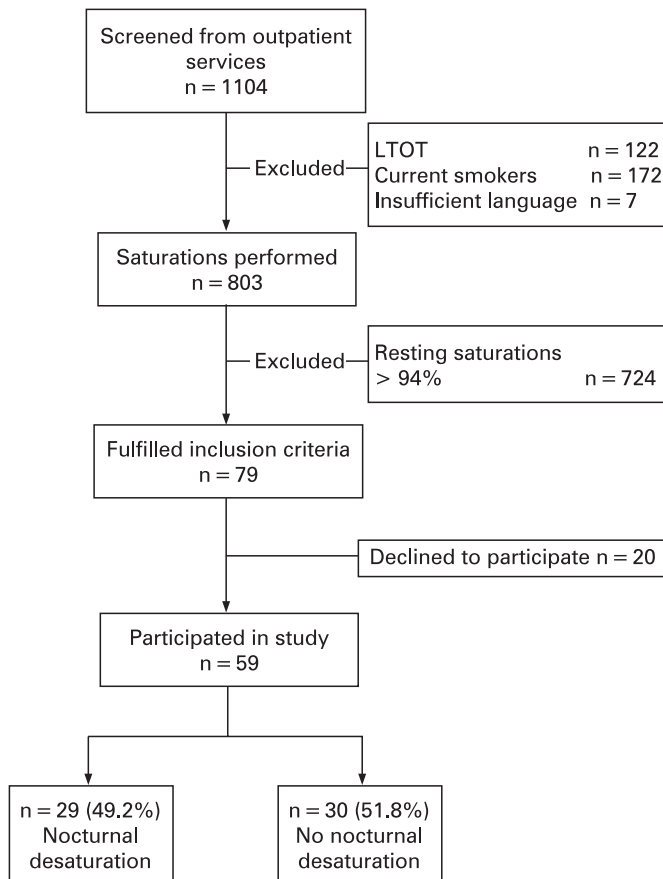 Screened from outpatient
services
n = 1104
Excluded
LTOT n = 122
Current smokers n = 172
Insufficient language n = 7
Saturations performed
n = 803
Excluded
Resting saturations
> 94% n = 724
Fulfilled inclusion criteria
n = 79
Declined to participate n = 20
Participated in study
n = 59
n = 29 (49.2%)
Nocturnal
desaturation
n = 30 (51.8%)
No nocturnal
desaturation